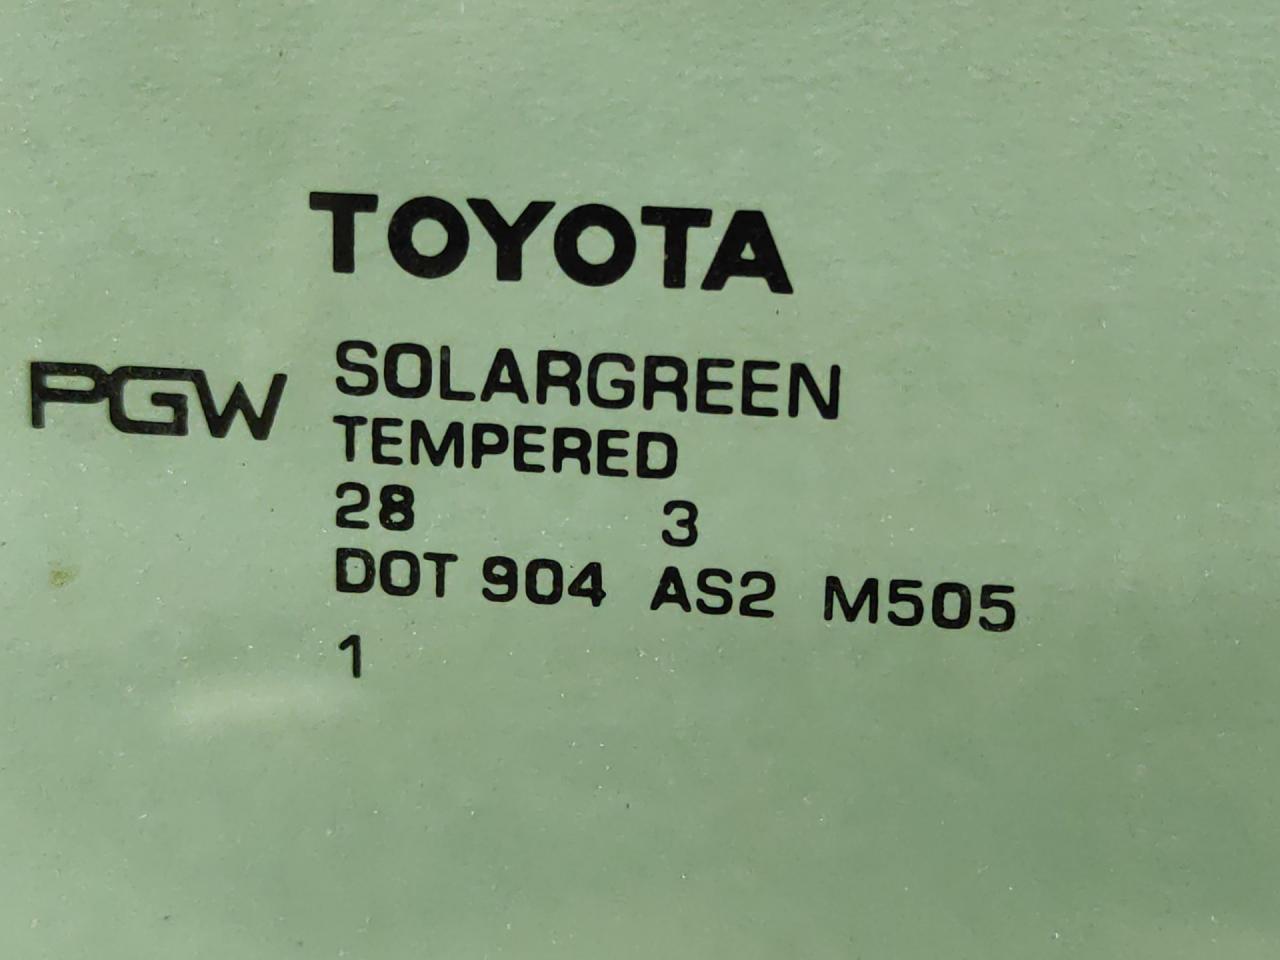 TOYOTA
PGW
SOLARGREEN
TEMPERED
28 3
DOT 904 AS2 M505
1